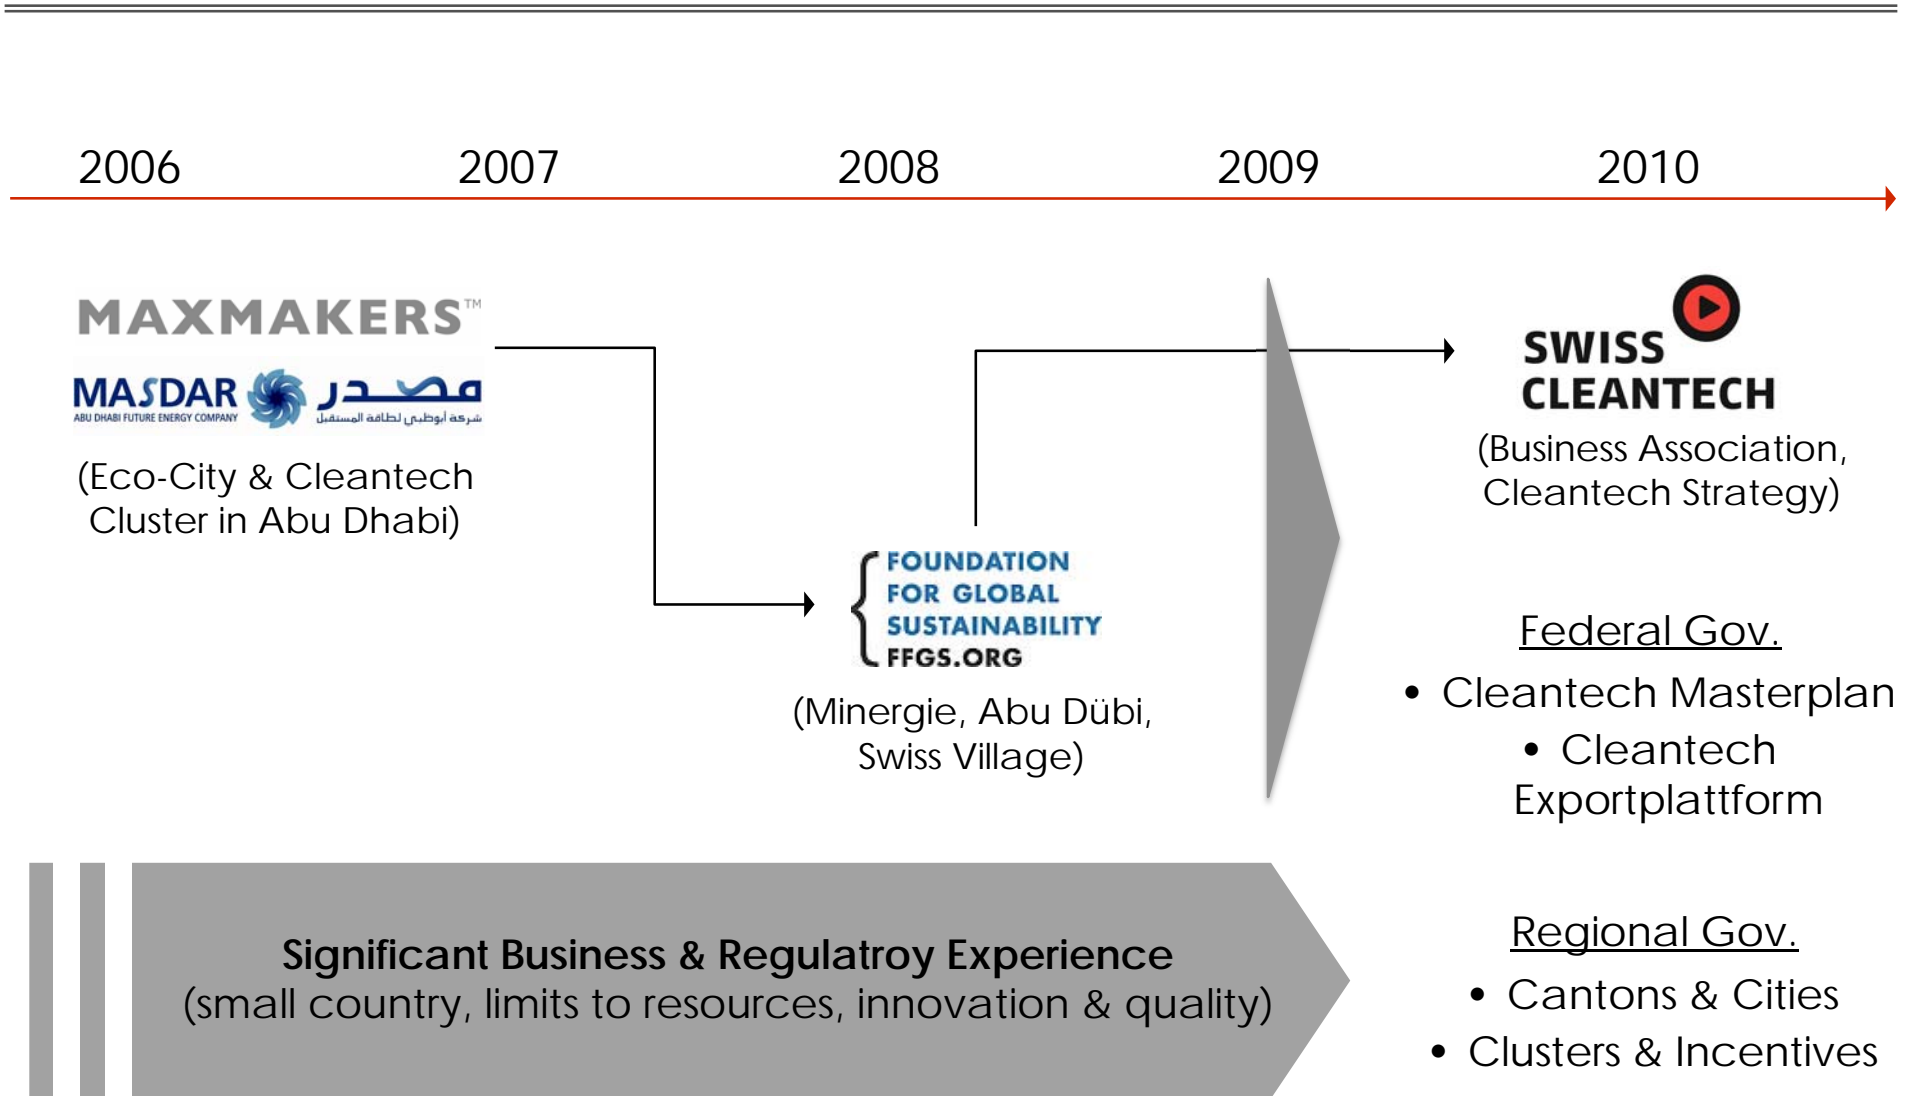 2006 2007 2008 2009 2010
MAXMAKERS™
MASDAR مصدر
ABU DHABI FUTURE ENERGY COMPANY شركة أبوظبي لطاقة المستقبل
(Eco-City & Cleantech
Cluster in Abu Dhabi)
FOUNDATION
FOR GLOBAL
SUSTAINABILITY
FFGS.ORG
(Minergie, Abu Dübi,
Swiss Village)
SWISS
CLEANTECH
(Business Association,
Cleantech Strategy)
Federal Gov.
• Cleantech Masterplan
• Cleantech
Exportplattform
Significant Business & Regulatroy Experience
(small country, limits to resources, innovation & quality)
Regional Gov.
• Cantons & Cities
• Clusters & Incentives